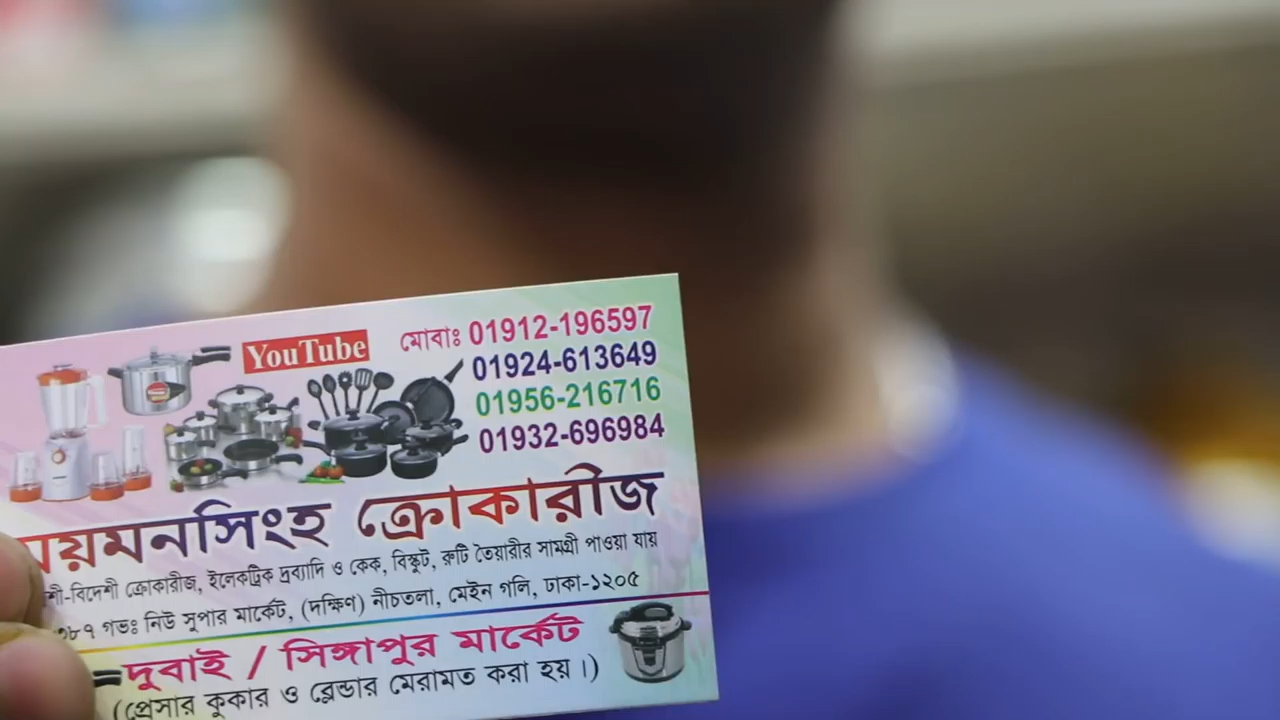 YouTube
মোবাঃ 01912-196597
01924-613649
01956-216716
01932-696984
ময়মনসিংহ ক্রোকারীজ
শী-বিদেশী ক্রোকারীজ, ইলেকট্রিক দ্রব্যাদি ও কেক, বিস্কুট, রুটি তৈয়ারীর সামগ্রী পাওয়া যায়
৩৮৭ গভঃ নিউ সুপার মার্কেট, (দক্ষিণ) নীচতলা, মেইন গলি, ঢাকা-১২০৫
দুবাই / সিঙ্গাপুর মার্কেট
(প্রেসার কুকার ও ব্লেন্ডার মেরামত করা হয়।)